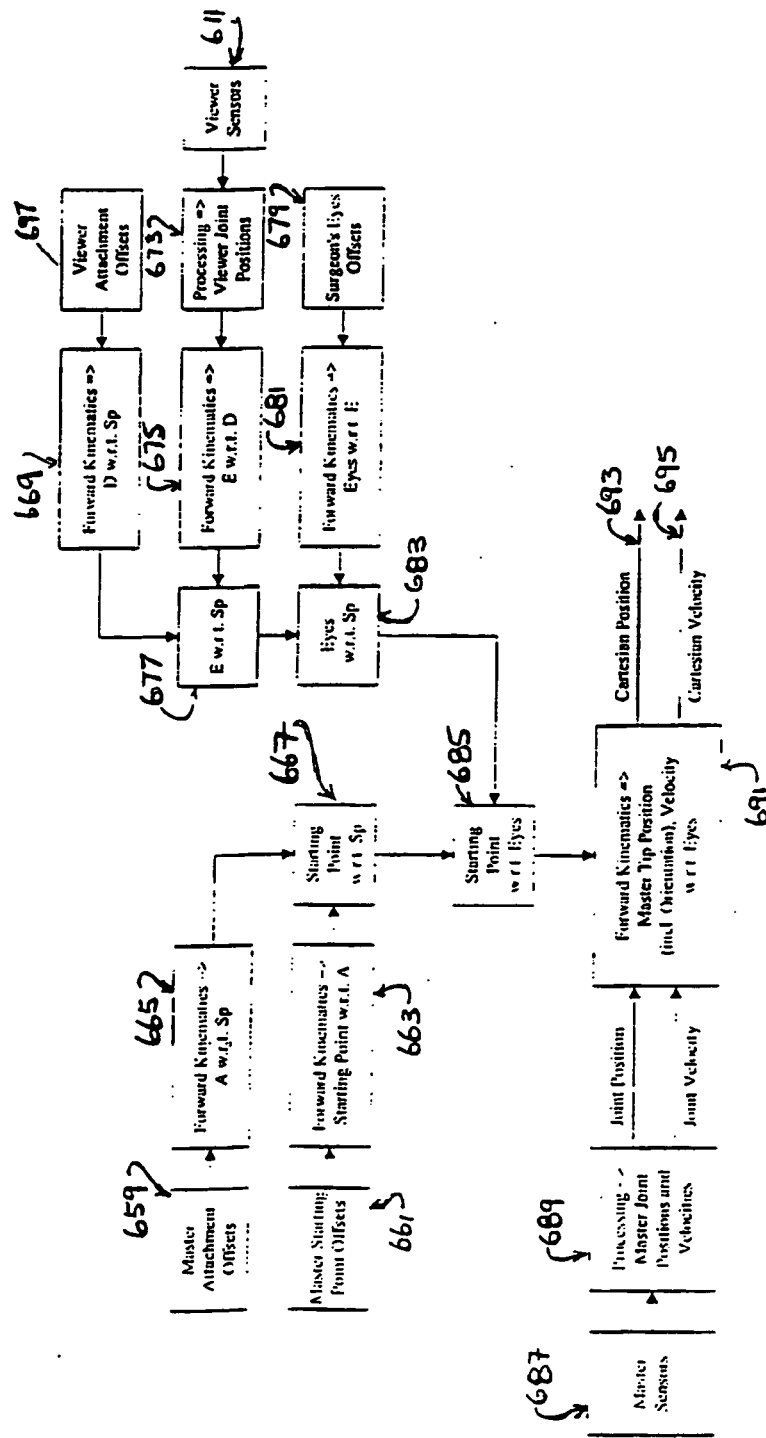 659
Master
Attachment
Offsets
665
Forward Kinematics =>
A w.r.t. Sp
661
Master Starting
Point Offsets
663
Forward Kinematics =>
Starting Point w.r.t. A
667
Starting
Point
w.r.t. Sp
685
Starting
Point
w.r.t. Eyes
697
Viewer
Attachment
Offsets
669
Forward Kinematics =>
D w.r.t. Sp
611
Viewer
Sensors
673
Processing =>
Viewer Joint
Positions
675
Forward Kinematics =>
E w.r.t. D
677
E w.r.t. Sp
679
Surgeon's Eyes
Offsets
681
Forward Kinematics =>
Eyes w.r.t. E
683
Eyes
w.r.t. Sp
687
Master
Sensors
689
Processing =>
Master Joint
Positions and
Velocities
Joint Position
Joint Velocity
Forward Kinematics =>
Master Tip Position
(incl. Orientation), Velocity
w.r.t. Eyes
691
Cartesian Position
693
Cartesian Velocity
695